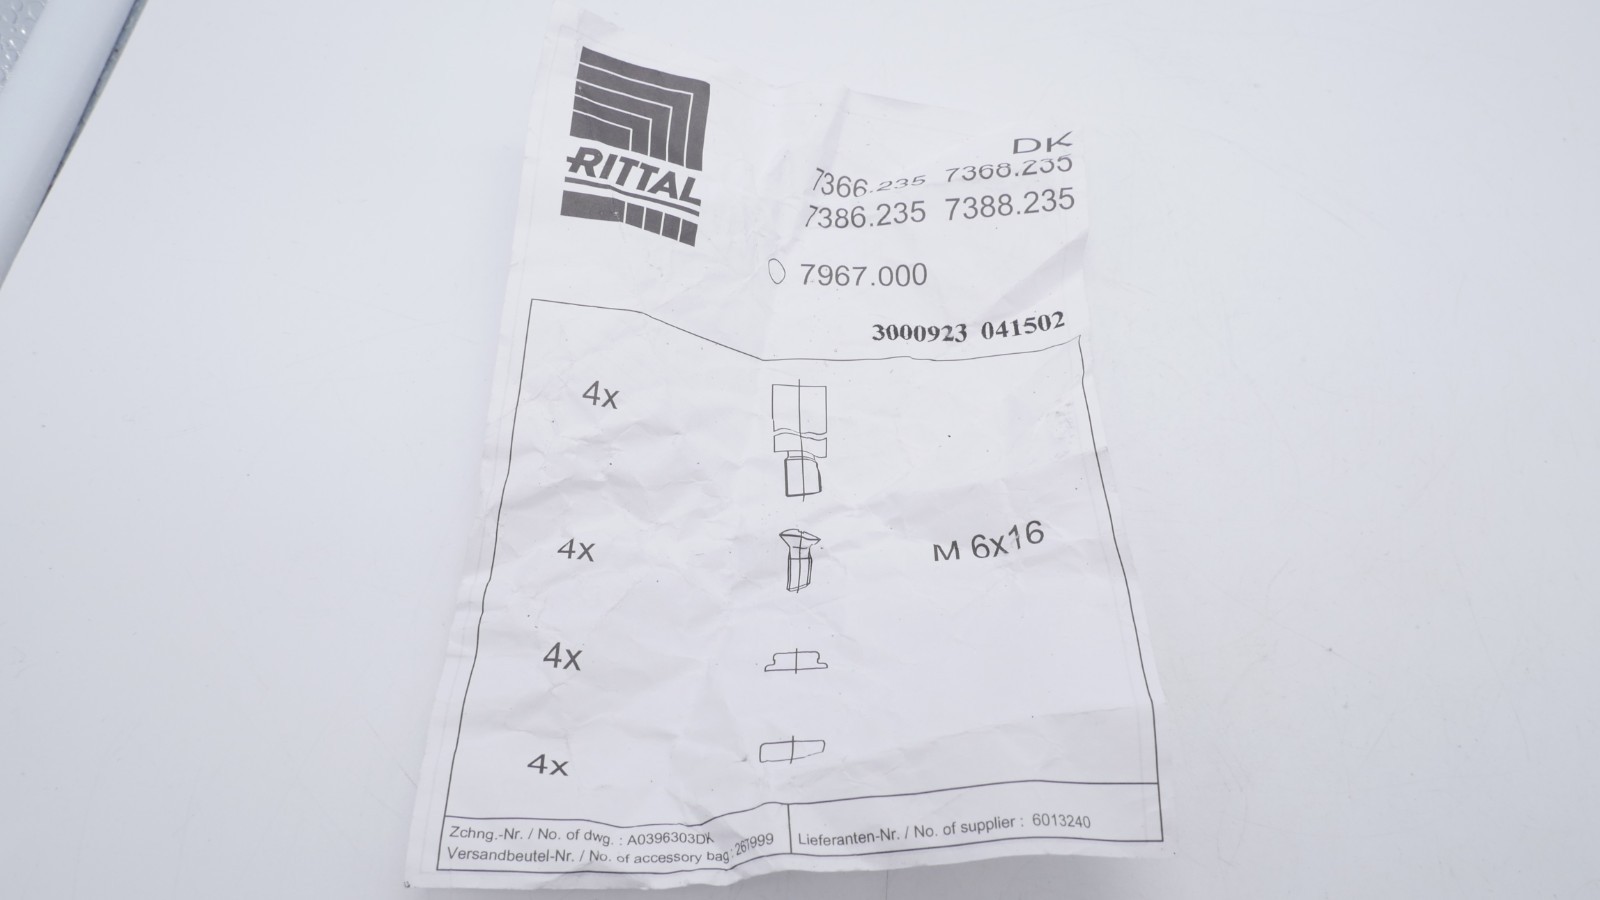 RITTAL
DK
7366.235 7368.235
7386.235 7388.235
7967.000
3000923 041502
4x
4x M 6x16
4x
4x
Zchng.-Nr. / No. of dwg. : A0396303DK
Versandbeutel-Nr. / No. of accessory bag : 267999
Lieferanten-Nr. / No. of supplier : 6013240